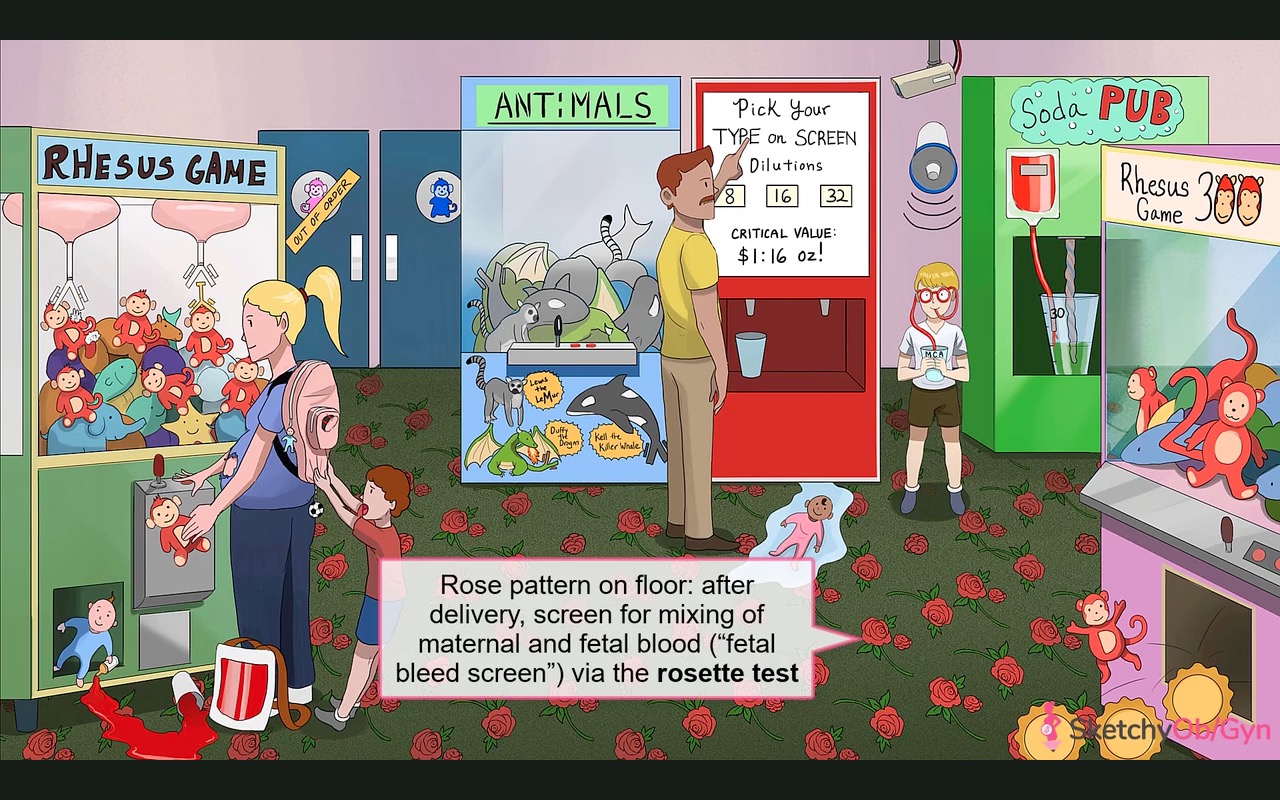 RHESUS GAME
OUT OF ORDER
ANTIMALS
Lewis
the
LeMur
Duffy
the
Dragon
Kell the
Killer Whale
Pick Your
TYPE on SCREEN
Dilutions
8 16 32
CRITICAL VALUE:
$1:16 oz!
MCA
Soda PUB
30
Rhesus 300
Game
2
Rose pattern on floor: after
delivery, screen for mixing of
maternal and fetal blood (“fetal
bleed screen”) via the rosette test
SketchyOb/Gyn